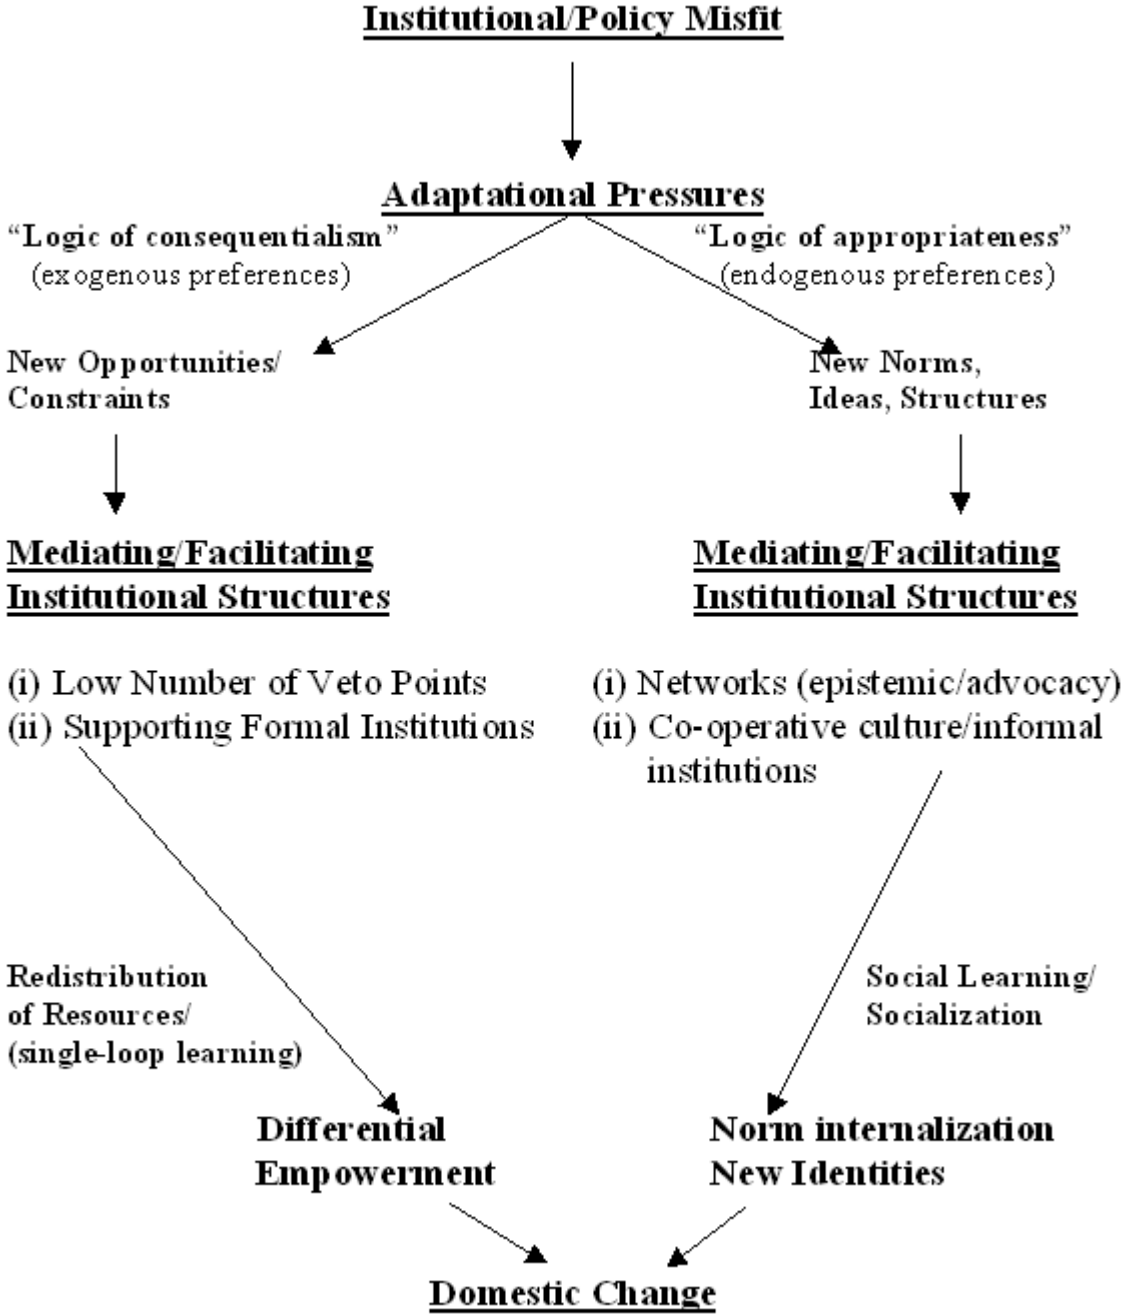 Institutional/Policy Misfit
Adaptational Pressures
“Logic of consequentialism”
(exogenous preferences)
“Logic of appropriateness”
(endogenous preferences)
New Opportunities/
Constraints
New Norms,
Ideas, Structures
Mediating/Facilitating
Institutional Structures
Mediating/Facilitating
Institutional Structures
(i) Low Number of Veto Points
(ii) Supporting Formal Institutions
(i) Networks (epistemic/advocacy)
(ii) Co-operative culture/informal
institutions
Redistribution
of Resources/
(single-loop learning)
Social Learning/
Socialization
Differential
Empowerment
Norm internalization
New Identities
Domestic Change